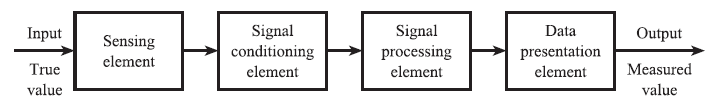 Input
True
value
Sensing
element
Signal
conditioning
element
Signal
processing
element
Data
presentation
element
Output
Measured
value